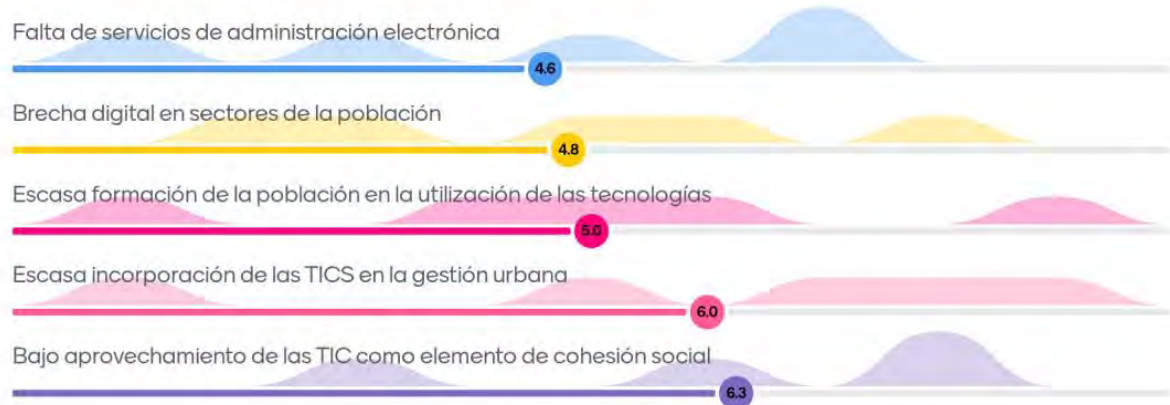 Falta de servicios de administración electrónica
4.6
Brecha digital en sectores de la población
4.8
Escasa formación de la población en la utilización de las tecnologías
5.0
Escasa incorporación de las TICS en la gestión urbana
6.0
Bajo aprovechamiento de las TIC como elemento de cohesión social
6.3